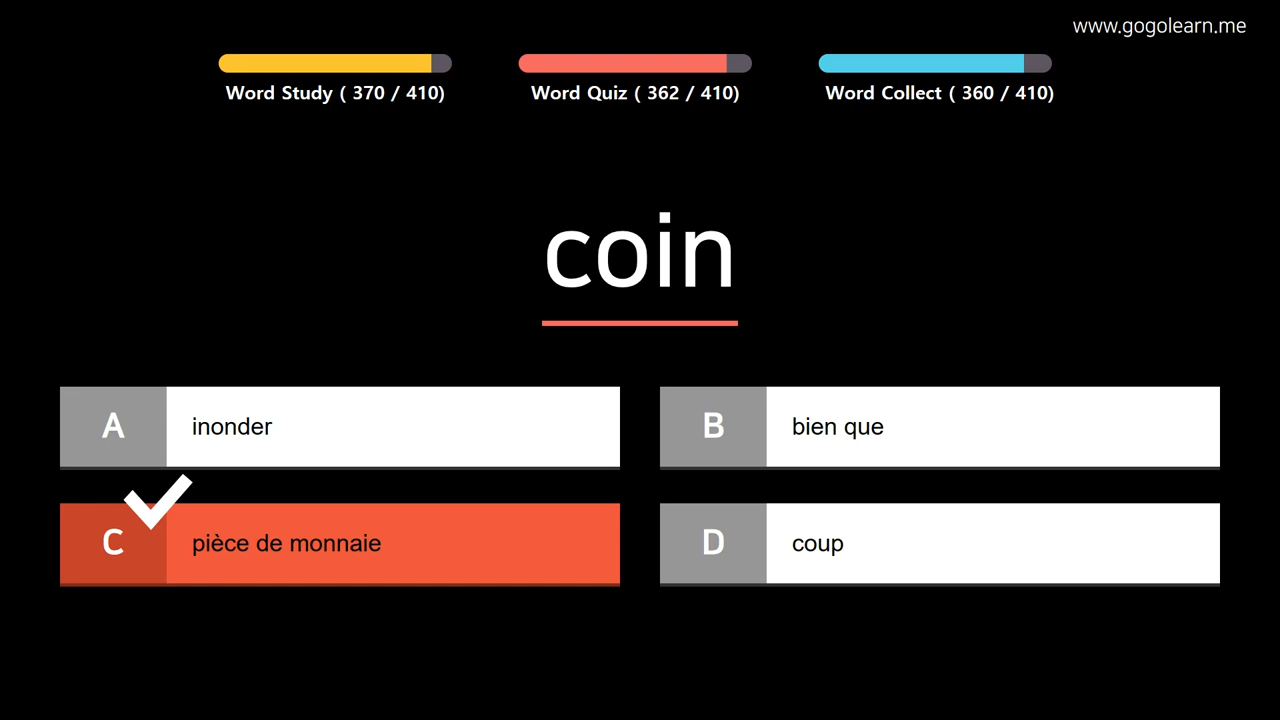 www.gogolearn.me
Word Study ( 370 / 410)
Word Quiz ( 362 / 410)
Word Collect ( 360 / 410)
coin
A
inonder
B
bien que
C
pièce de monnaie
D
coup